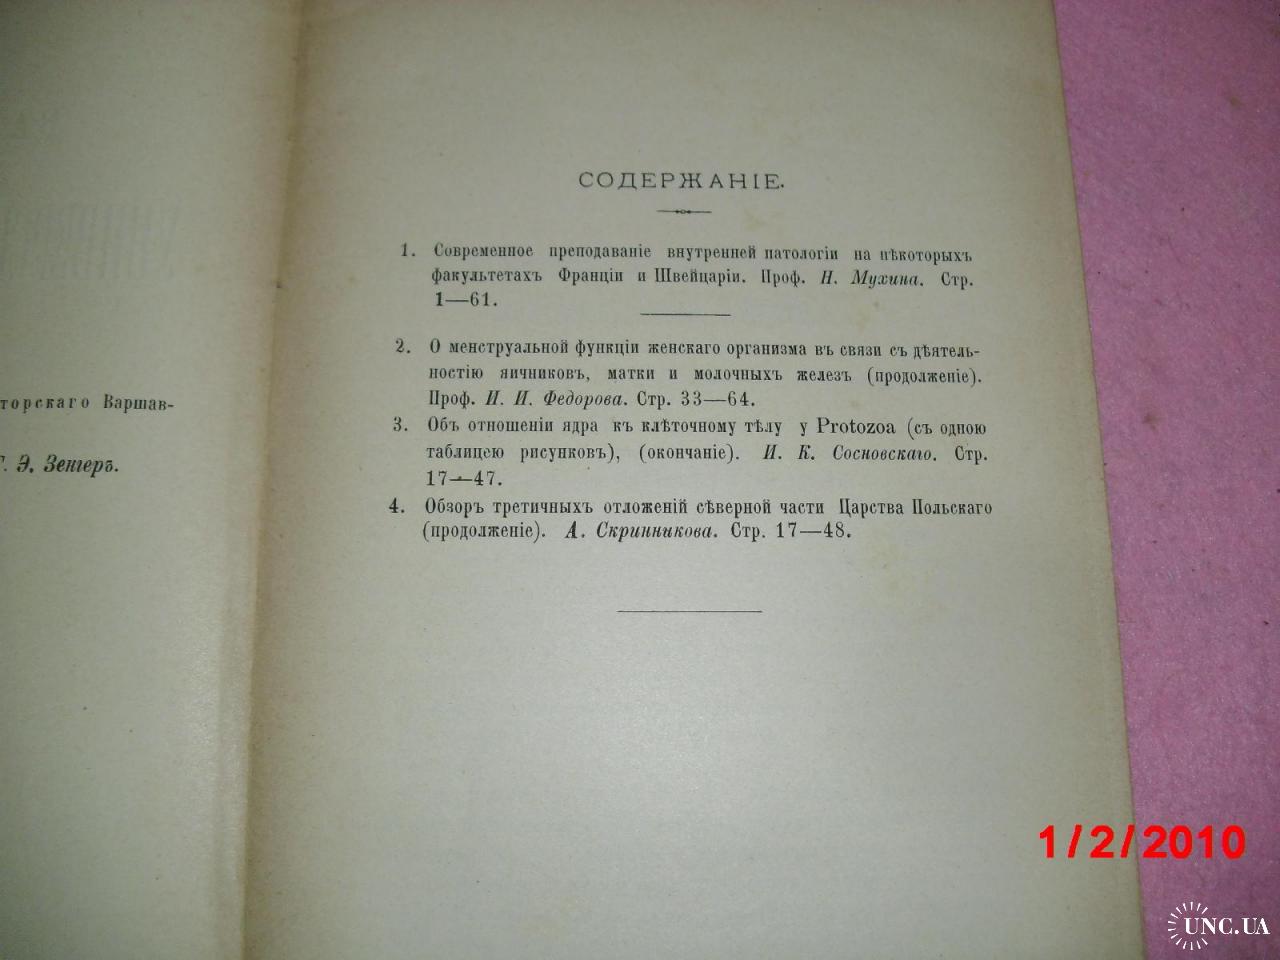 торскаго Варшав-
Г. Э. Зенгеръ.
СОДЕРЖАНІЕ.
1. Современное преподаваніе внутренней патологіи на нѣкоторыхъ
факультетахъ Франціи и Швейцаріи. Проф. Н. Мухина. Стр.
1—61.
2. О менструальной функціи женскаго организма въ связи съ дѣятель-
ностію яичниковъ, матки и молочныхъ железъ (продолженіе).
Проф. И. И. Федорова. Стр. 33—64.
3. Объ отношеніи ядра къ клѣточному тѣлу у Protozoa (съ одною
таблицею рисунковъ), (окончаніе). И. К. Сосновскаго. Стр.
17—47.
4. Обзоръ третичныхъ отложеній сѣверной части Царства Польскаго
(продолженіе). А. Скринникова. Стр. 17—48.
1/2/2010
UNC.UA